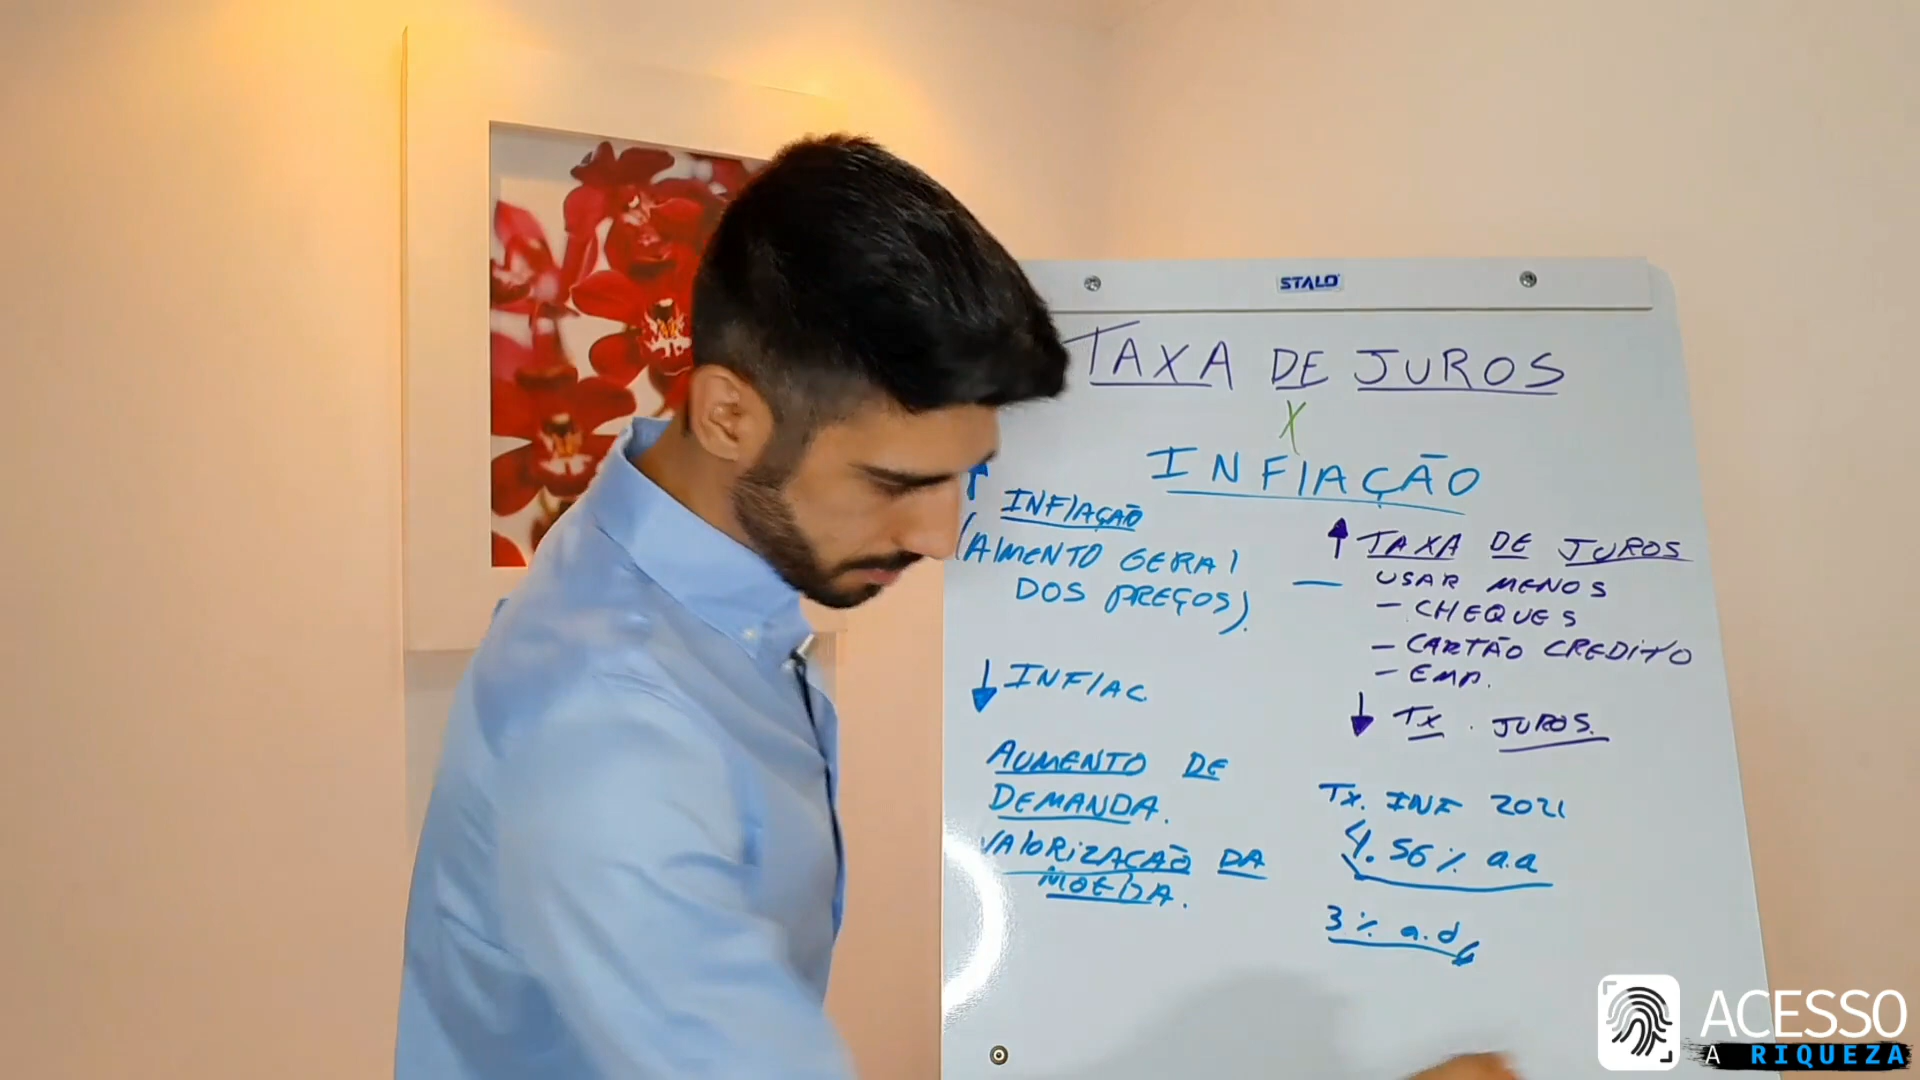 STALO
TAXA DE JUROS
X
INFLAÇÃO
INFLAÇÃO
(AUMENTO GERAL
DOS PREÇOS).
INFLAC
AUMENTO DE
DEMANDA.
VALORIZAÇÃO DA
MOEDA.
TAXA DE JUROS
USAR MENOS
- CHEQUES
- CARTÃO CREDITO
- EMP.
TX. JUROS.
TX. INF 2021
4.56% a.a
3% a.d
ACESSO
A RIQUEZA